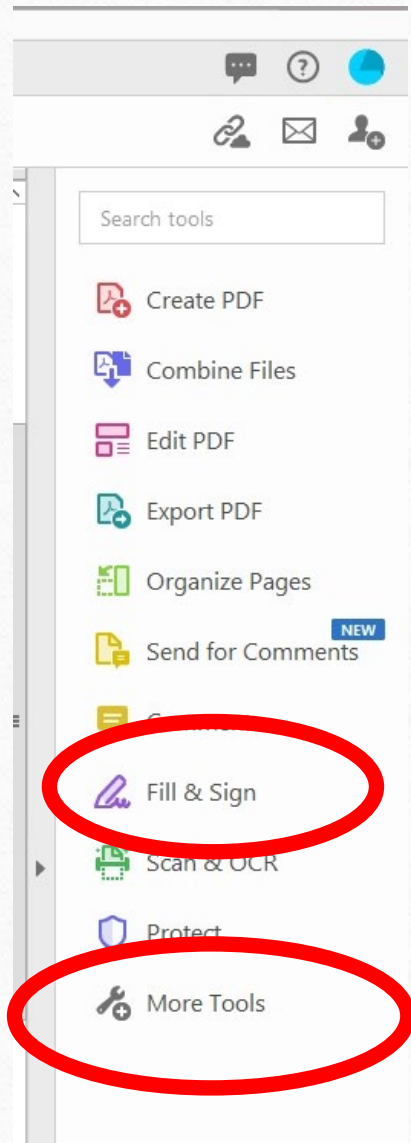 Search tools
Create PDF
Combine Files
Edit PDF
Export PDF
Organize Pages
NEW
Send for Comments
Fill & Sign
Scan & OCR
Protect
More Tools